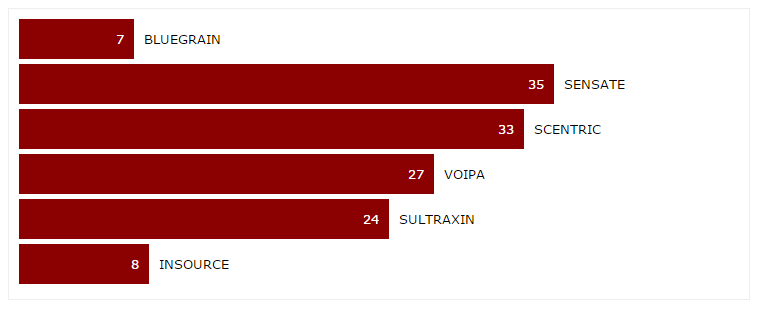 7 BLUEGRAIN
35 SENSATE
33 SCENTRIC
27 VOIPA
24 SULTRAXIN
8 INSOURCE